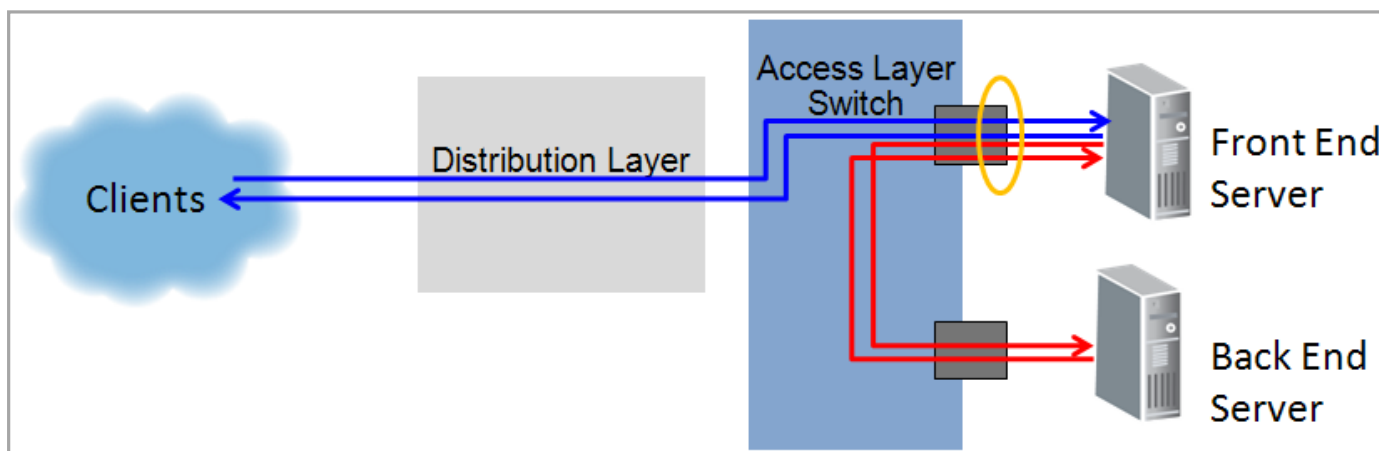 Clients
Distribution Layer
Access Layer
Switch
Front End
Server
Back End
Server